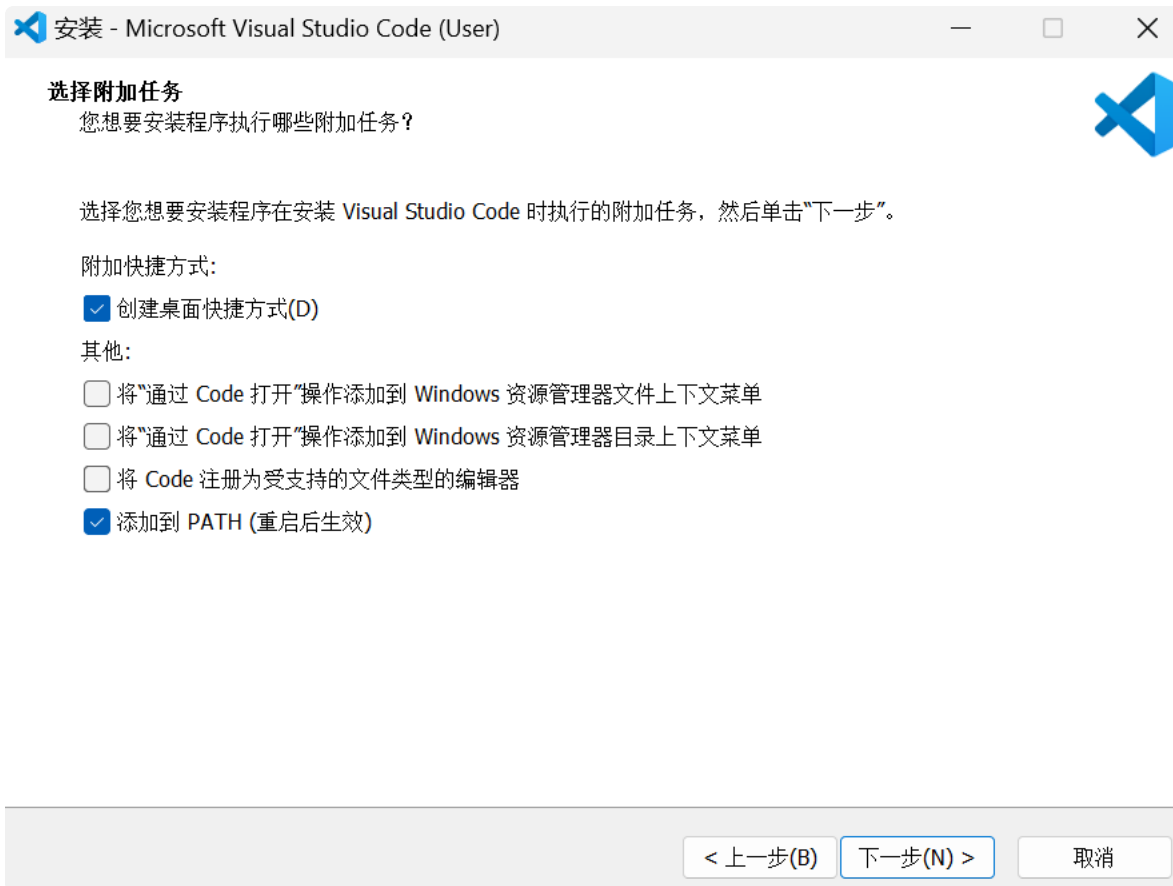 安装 - Microsoft Visual Studio Code (User)
选择附加任务
您想要安装程序执行哪些附加任务？
选择您想要安装程序在安装 Visual Studio Code 时执行的附加任务，然后单击“下一步”。
附加快捷方式:
创建桌面快捷方式(D)
其他:
将“通过 Code 打开”操作添加到 Windows 资源管理器文件上下文菜单
将“通过 Code 打开”操作添加到 Windows 资源管理器目录上下文菜单
将 Code 注册为受支持的文件类型的编辑器
添加到 PATH (重启后生效)
< 上一步(B) 下一步(N) > 取消